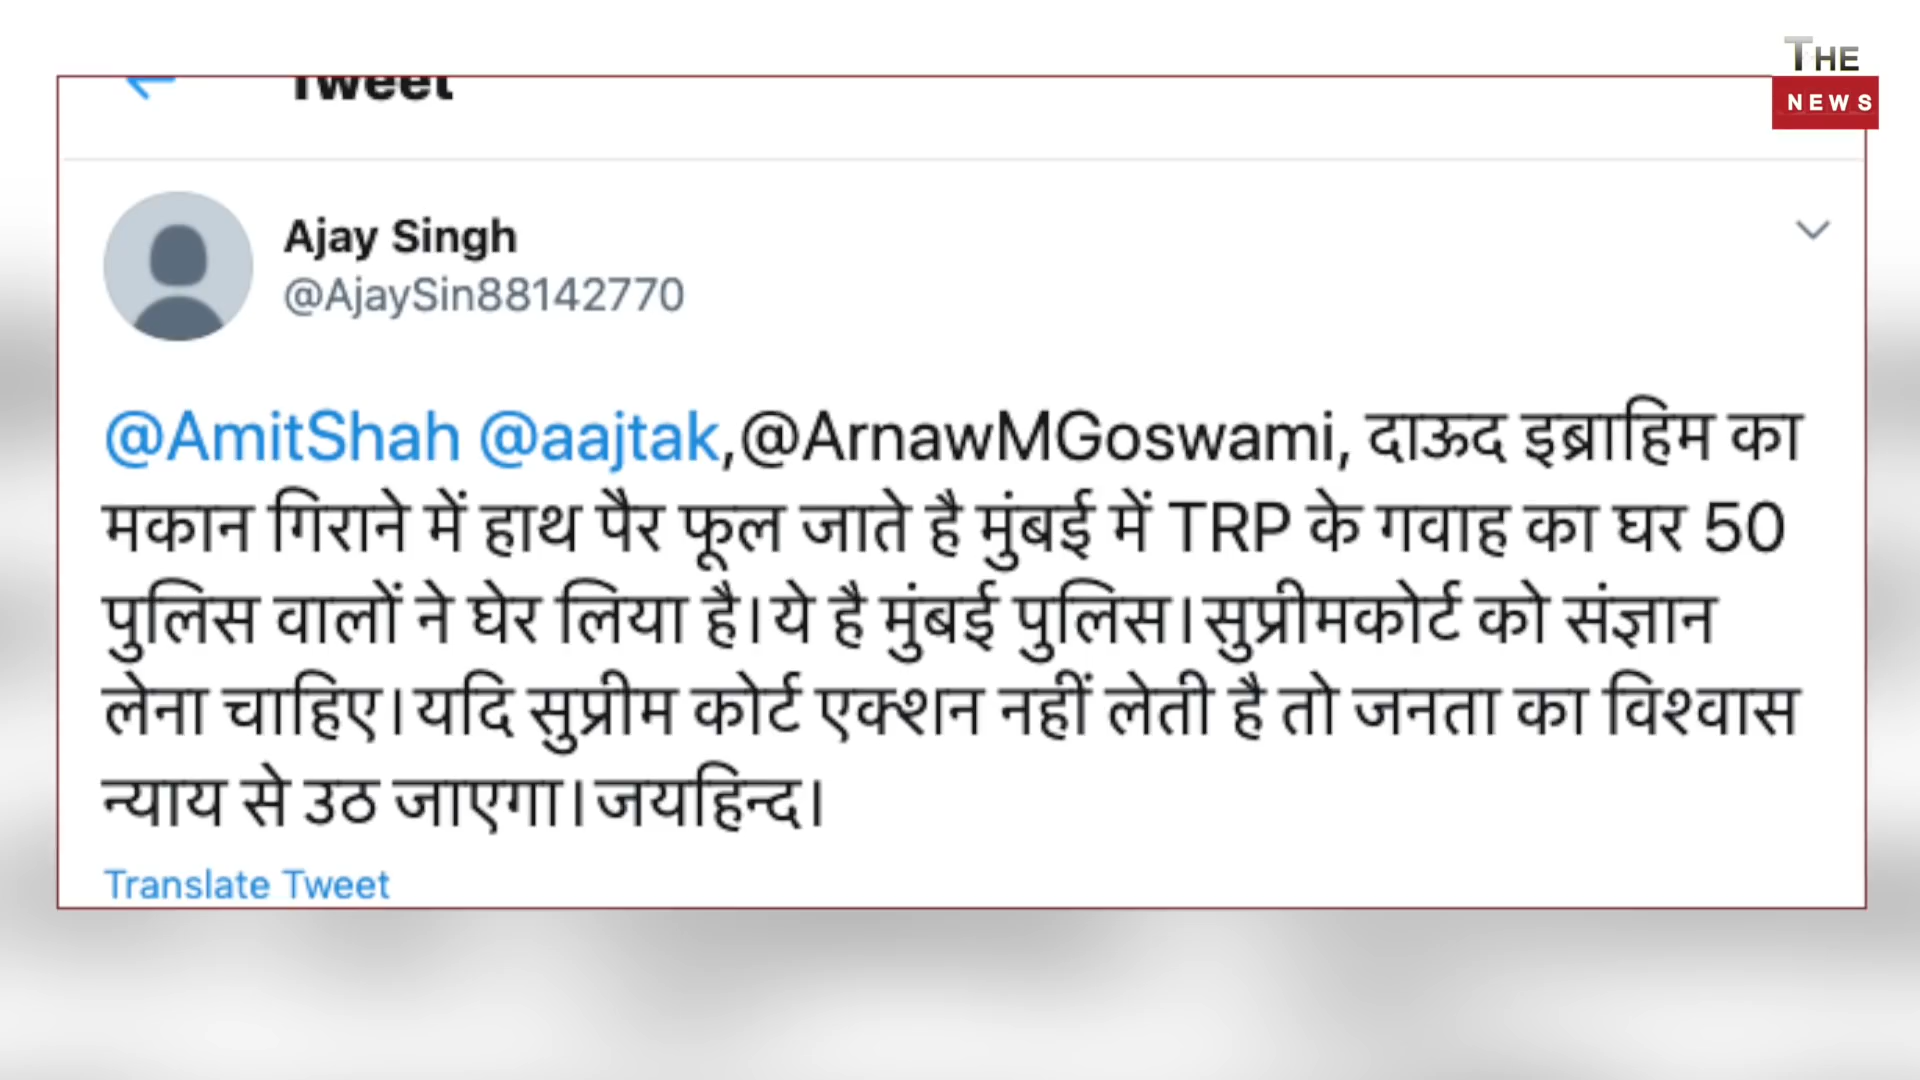 THE
NEWS
Tweet
Ajay Singh
@AjaySin88142770
@AmitShah @aajtak,@ArnawMGoswami, दाऊद इब्राहिम का
मकान गिराने में हाथ पैर फूल जाते है मुंबई में TRP के गवाह का घर 50
पुलिस वालों ने घेर लिया है।ये है मुंबई पुलिस।सुप्रीमकोर्ट को संज्ञान
लेना चाहिए।यदि सुप्रीम कोर्ट एक्शन नहीं लेती है तो जनता का विश्वास
न्याय से उठ जाएगा।जयहिन्द।
Translate Tweet